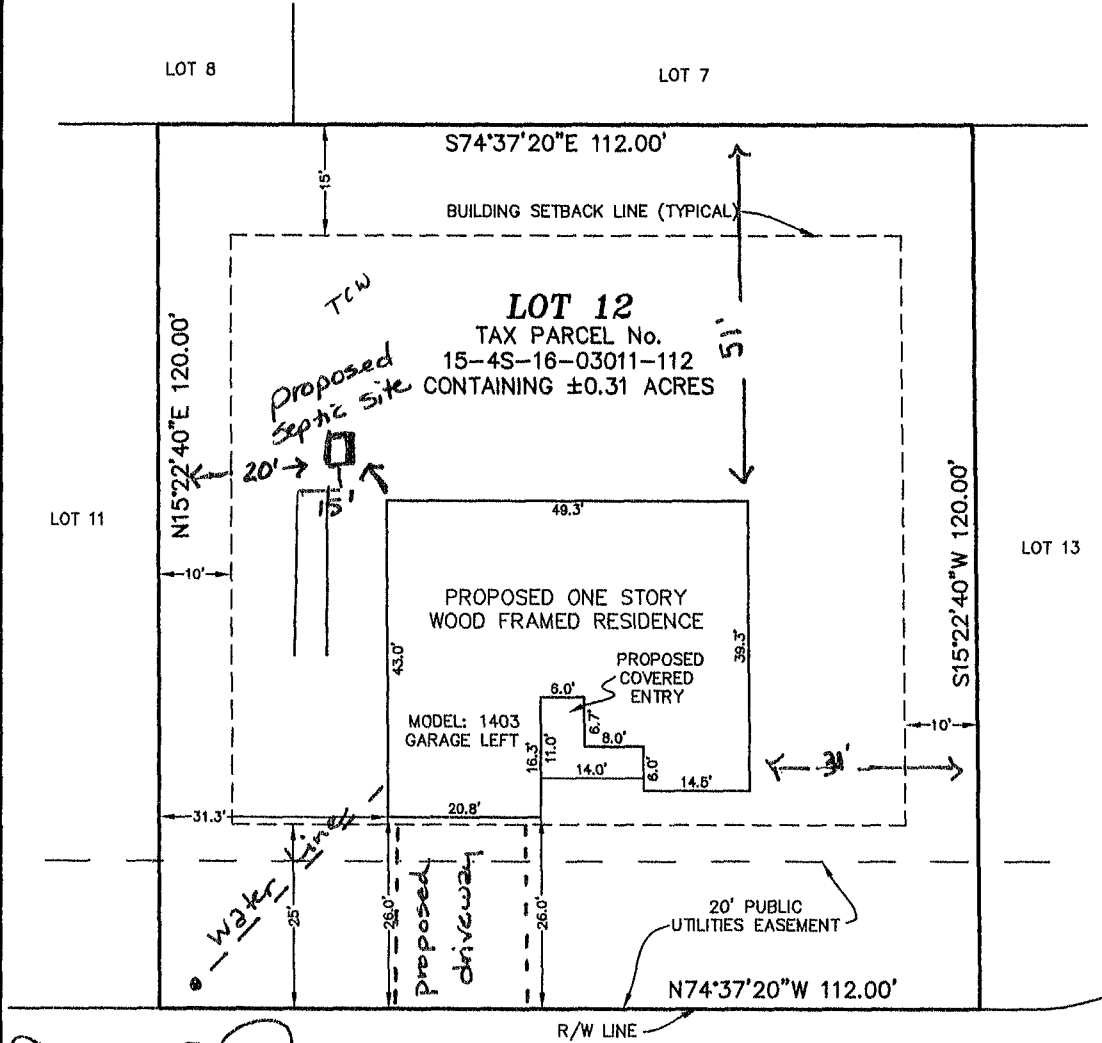 LOT 8
LOT 7
S74°37'20"E 112.00'
15'
BUILDING SETBACK LINE (TYPICAL)
TCW
LOT 12
TAX PARCEL No.
15-4S-16-03011-112
CONTAINING ±0.31 ACRES
51'
N15°22'40"E 120.00'
proposed
septic site
20'
15'
LOT 11
49.3'
S15°22'40"W 120.00'
LOT 13
10'
PROPOSED ONE STORY
WOOD FRAMED RESIDENCE
43.0'
39.3'
PROPOSED
COVERED
ENTRY
6.0'
6.7'
MODEL: 1403
GARAGE LEFT
16.3'
11.0'
8.0'
14.0'
6.0'
14.5'
10'
31'
31.3'
20.8'
water line
25'
26.0'
proposed
driveway
26.0'
20' PUBLIC
UTILITIES EASEMENT
N74°37'20"W 112.00'
R/W LINE